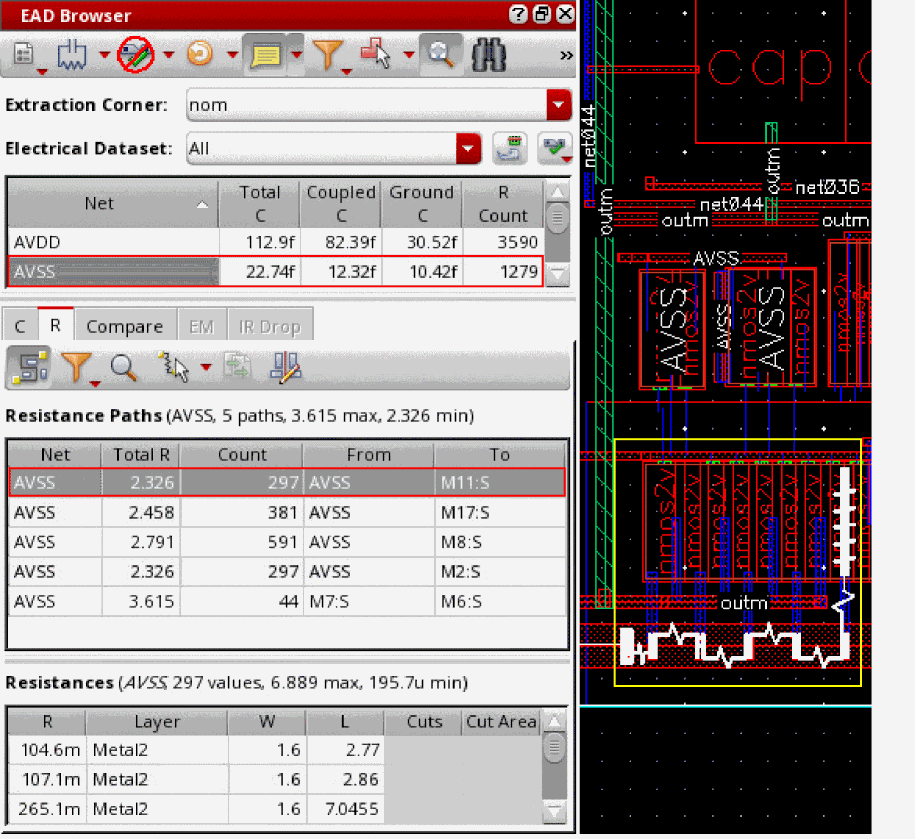 EAD Browser
Extraction Corner: nom
Electrical Dataset: All
Net Total C Coupled C Ground C R Count
AVDD 112.9f 82.39f 30.52f 3590
AVSS 22.74f 12.32f 10.42f 1279
C R Compare EM IR Drop
Resistance Paths (AVSS, 5 paths, 3.615 max, 2.326 min)
Net Total R Count From To
AVSS 2.326 297 AVSS M11:S
AVSS 2.458 381 AVSS M17:S
AVSS 2.791 591 AVSS M8:S
AVSS 2.326 297 AVSS M2:S
AVSS 3.615 44 M7:S M6:S
Resistances (AVSS, 297 values, 6.889 max, 195.7u min)
R Layer W L Cuts Cut Area
104.6m Metal2 1.6 2.77
107.1m Metal2 1.6 2.86
265.1m Metal2 1.6 7.0455
cap
net044
outm
net036
net044
outm
outm
outm
AVSS
nmos2v
AVSS
AVSS
nmos2v
AVSS
nmos2v
nmos2v
nmos2v
nmos2v
nmos2v
nmos2v
outm